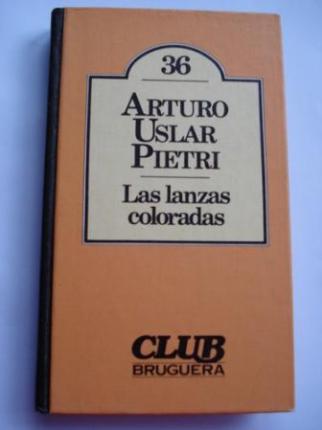 36
ARTURO
USLAR
PIETRI
Las lanzas
coloradas
CLUB
BRUGUERA